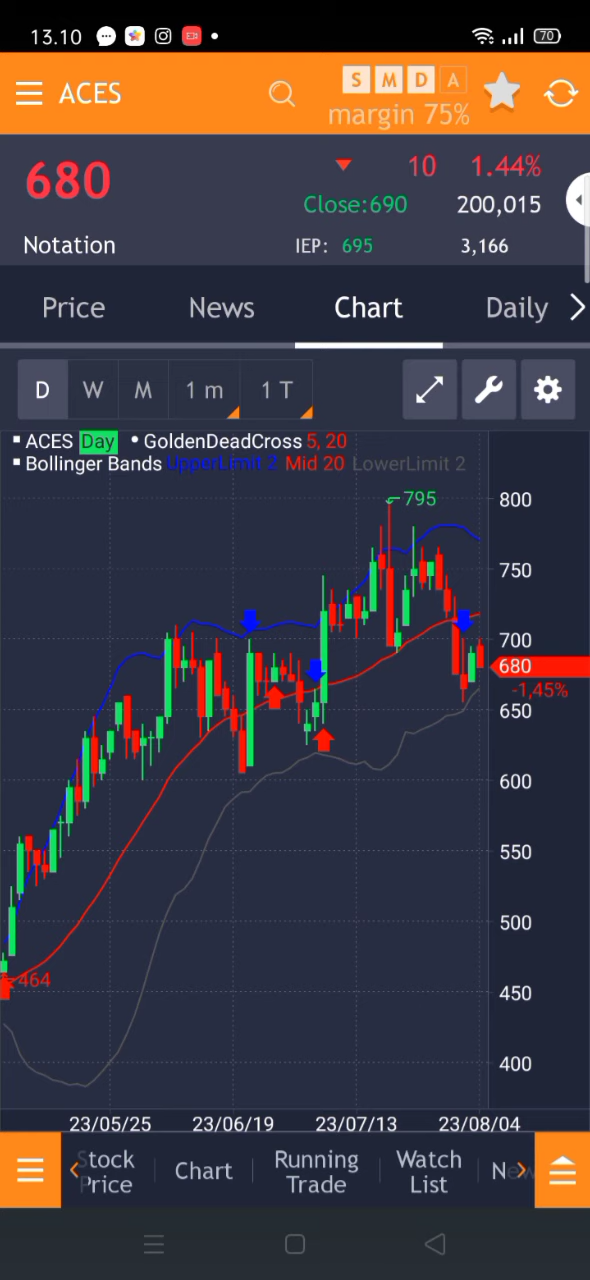 13.10
70
ACES
S M D A
margin 75%
680
10 1.44%
Close:690 200,015
Notation
IEP: 695 3,166
Price News Chart Daily
D W M 1 m 1 T
ACES Day GoldenDeadCross 5, 20
Bollinger Bands UpperLimit 2 Mid 20 LowerLimit 2
795
800
750
700
680
-1,45%
650
600
550
500
464
450
400
23/05/25 23/06/19 23/07/13 23/08/04
Stock Price
Chart
Running Trade
Watch List
New